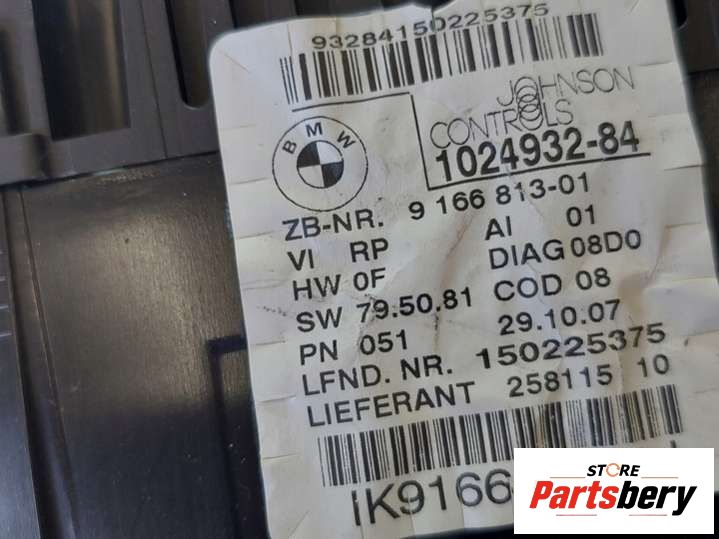 9328415022​5375
JOHNSON
CONTROLS
BMW
1024932-84
ZB-NR. 9 166 813-01
VI RP AI 01
HW 0F DIAG 08D0
SW 79.50.81 COD 08
PN 051 29.10.07
LFND. NR. 150225375
LIEFERANT 258115 10
IK9166
STORE
Partsbery